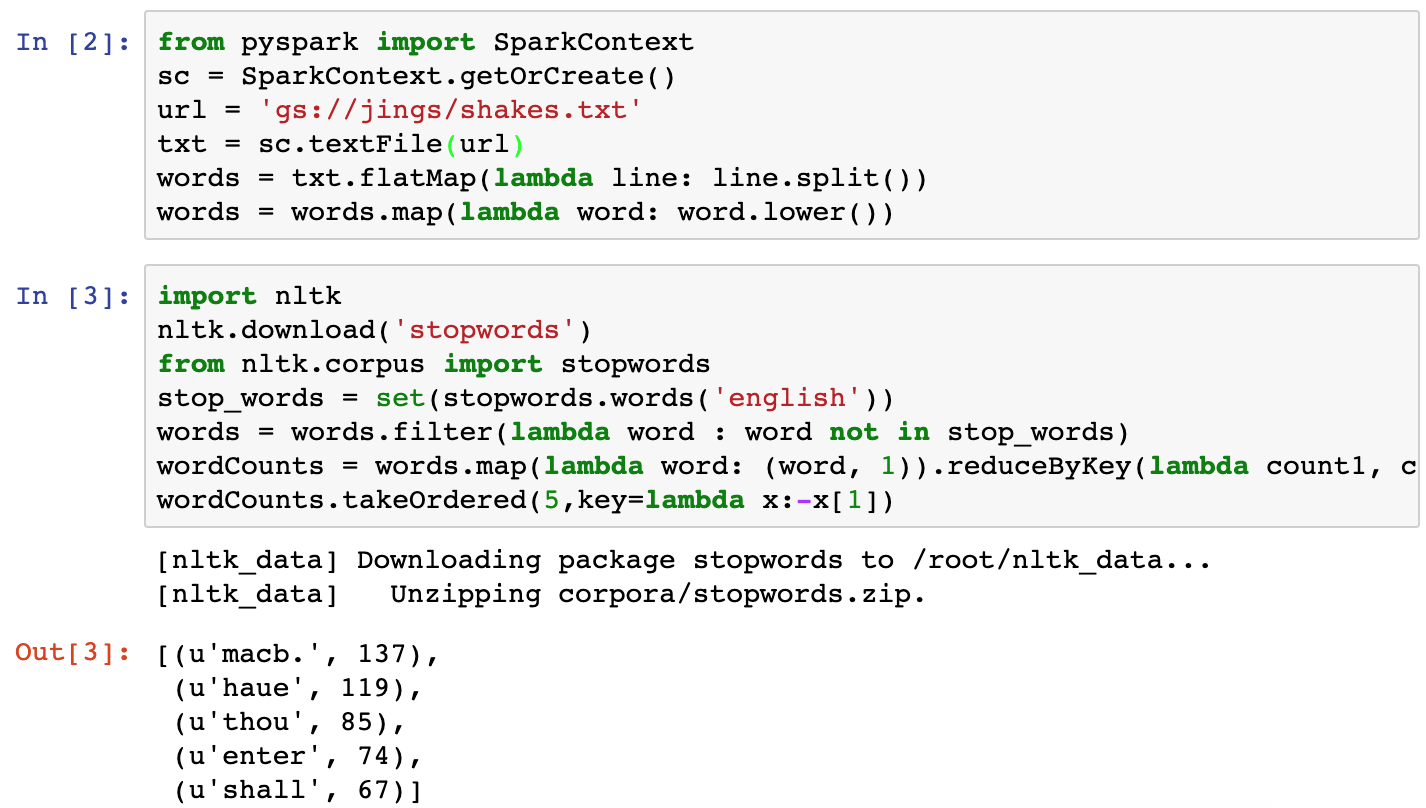 In [2]: from pyspark import SparkContext
sc = SparkContext.getOrCreate()
url = 'gs://jings/shakes.txt'
txt = sc.textFile(url)
words = txt.flatMap(lambda line: line.split())
words = words.map(lambda word: word.lower())
In [3]: import nltk
nltk.download('stopwords')
from nltk.corpus import stopwords
stop_words = set(stopwords.words('english'))
words = words.filter(lambda word : word not in stop_words)
wordCounts = words.map(lambda word: (word, 1)).reduceByKey(lambda count1, c
wordCounts.takeOrdered(5,key=lambda x:-x[1])
[nltk_data] Downloading package stopwords to /root/nltk_data...
[nltk_data]   Unzipping corpora/stopwords.zip.
Out[3]: [(u'macb.', 137),
(u'haue', 119),
(u'thou', 85),
(u'enter', 74),
(u'shall', 67)]